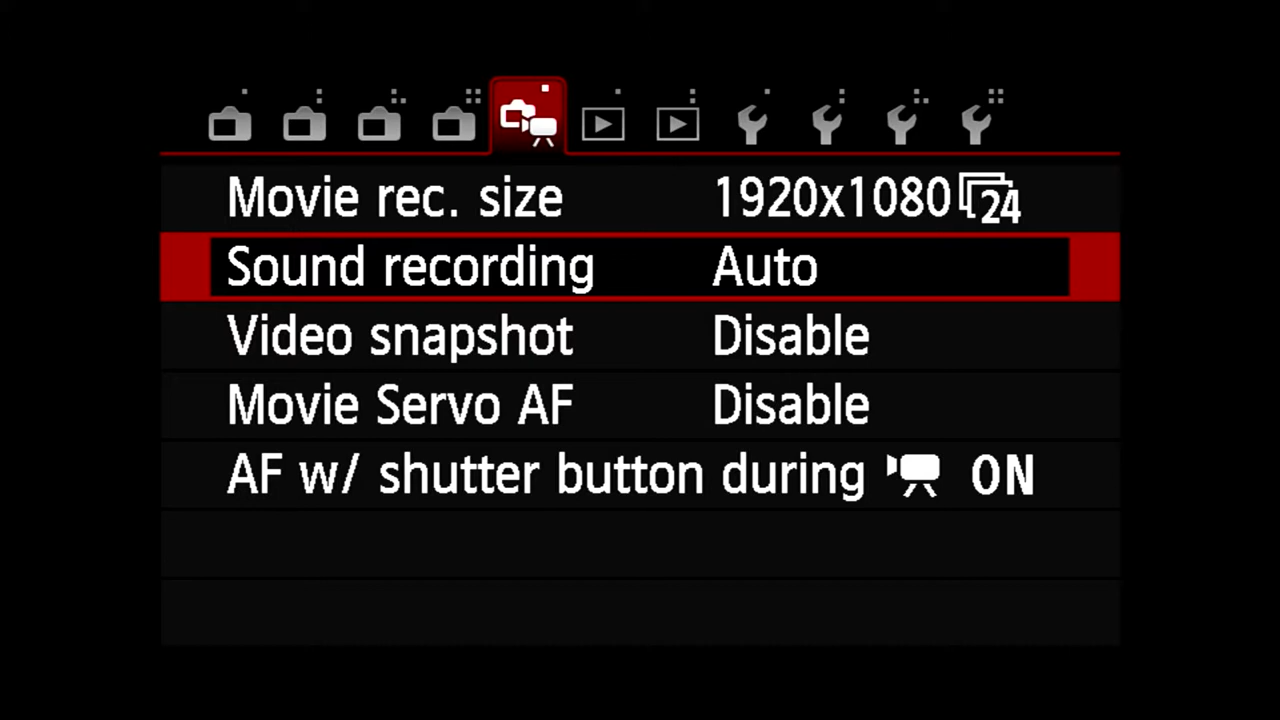 Movie rec. size 1920x1080 24
Sound recording Auto
Video snapshot Disable
Movie Servo AF Disable
AF w/ shutter button during ON